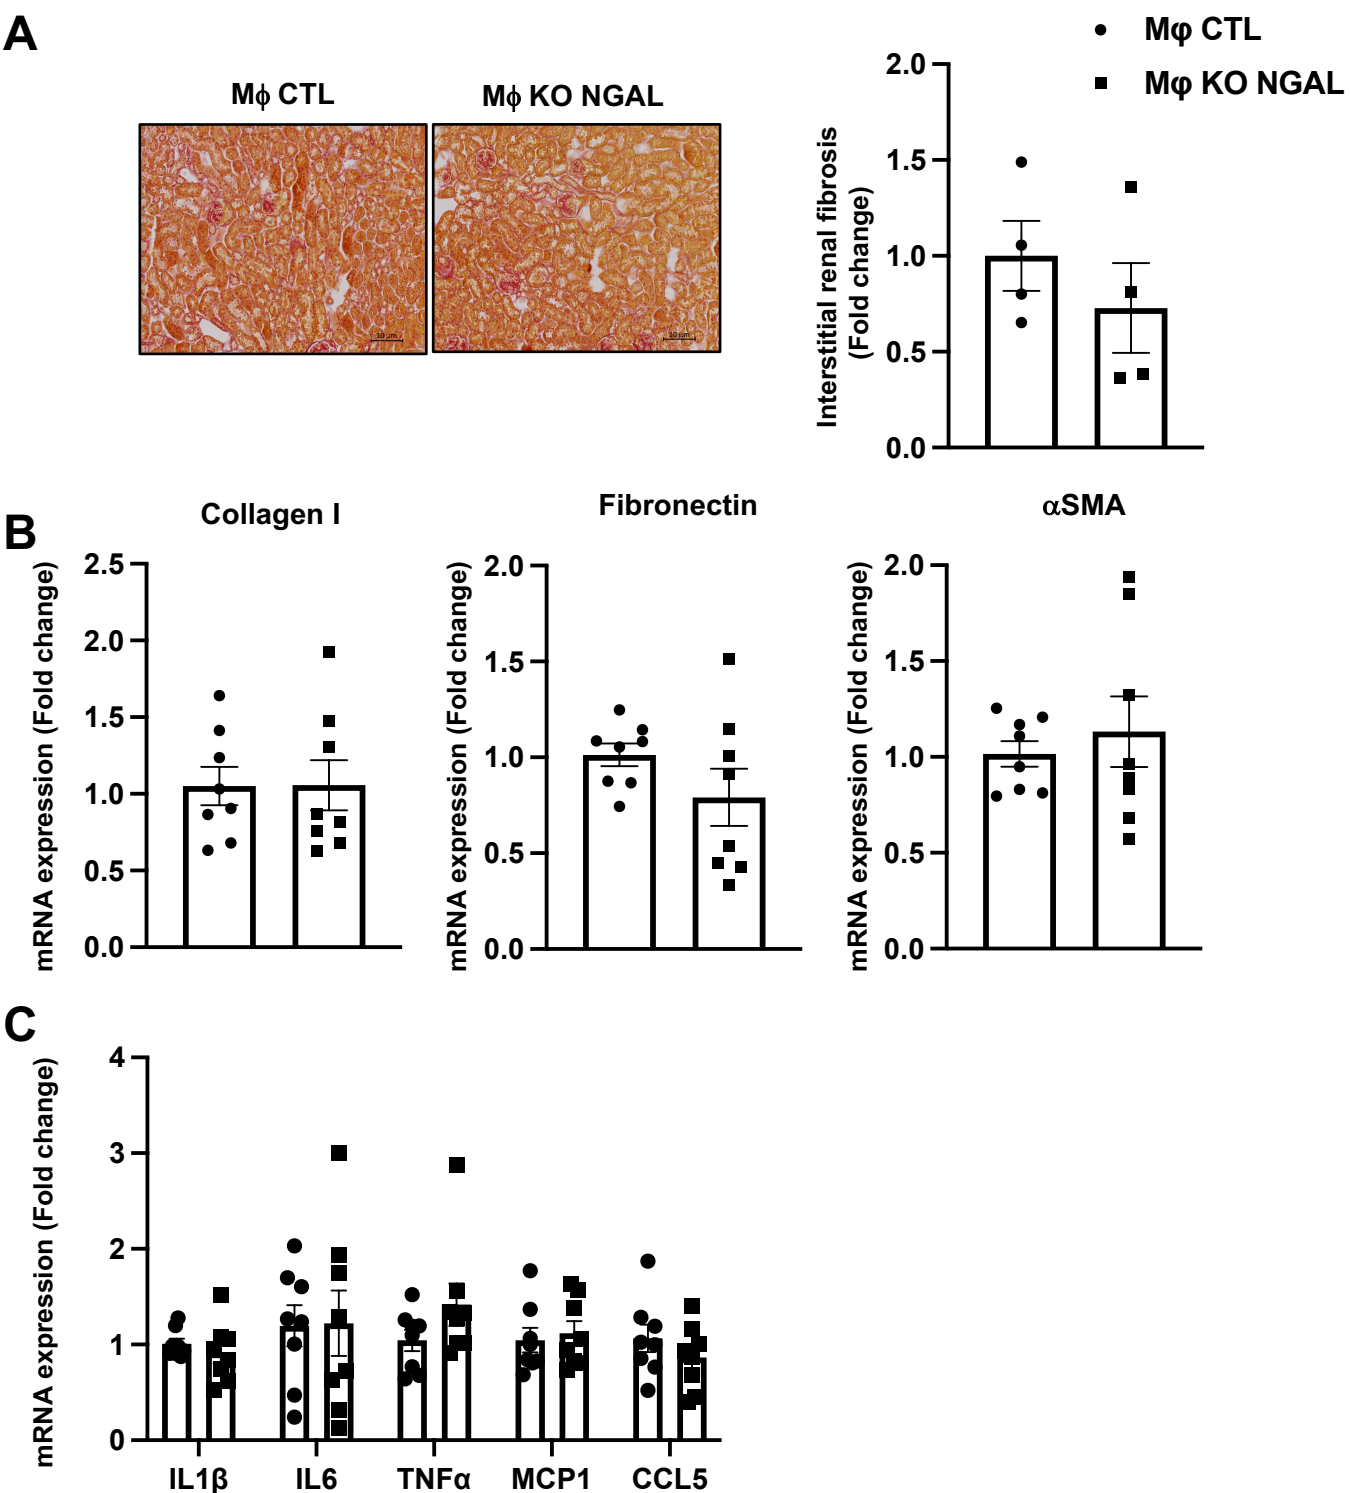 A
Mφ CTL
Mφ KO NGAL
Mϕ CTL
Mϕ KO NGAL
10 µm
10 µm
Interstitial renal fibrosis
(Fold change)
2.0
1.5
1.0
0.5
0.0
B
Collagen I
mRNA expression (Fold change)
2.5
2.0
1.5
1.0
0.5
0.0
Fibronectin
mRNA expression (Fold change)
2.0
1.5
1.0
0.5
0.0
αSMA
mRNA expression (Fold change)
2.0
1.5
1.0
0.5
0.0
C
mRNA expression (Fold change)
4
3
2
1
0
IL1β IL6 TNFα MCP1 CCL5